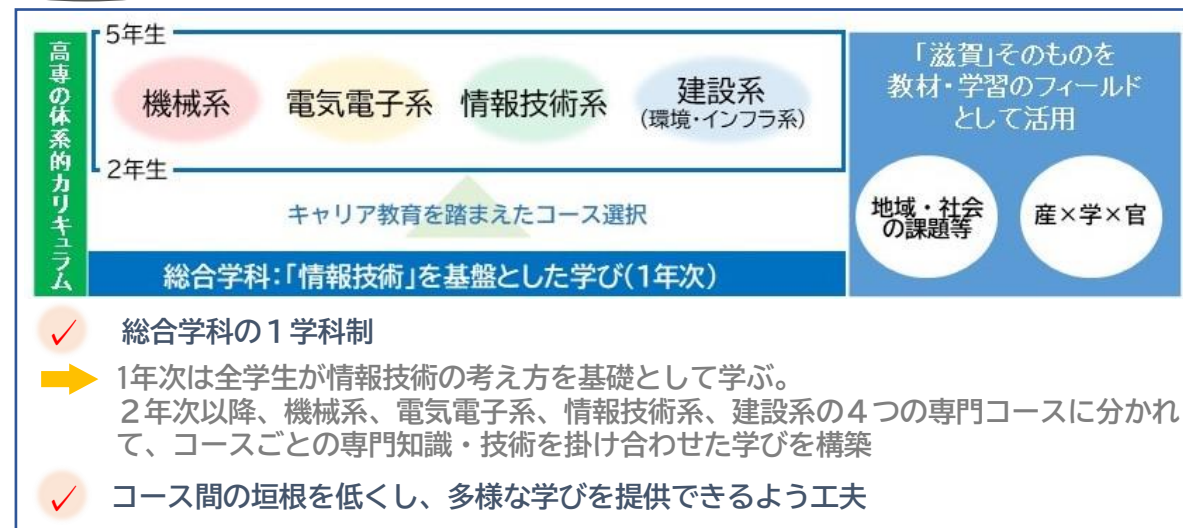 高専の体系的カリキュラム
5年生
機械系
電気電子系
情報技術系
建設系
(環境・インフラ系)
2年生
キャリア教育を踏まえたコース選択
総合学科:「情報技術」を基盤とした学び(1年次)
「滋賀」そのものを
教材・学習のフィールド
として活用
地域・社会
の課題等
産×学×官
✓ 総合学科の1学科制
1年次は全学生が情報技術の考え方を基礎として学ぶ。
2年次以降、機械系、電気電子系、情報技術系、建設系の4つの専門コースに分かれ
て、コースごとの専門知識・技術を掛け合わせた学びを構築
✓ コース間の垣根を低くし、多様な学びを提供できるよう工夫